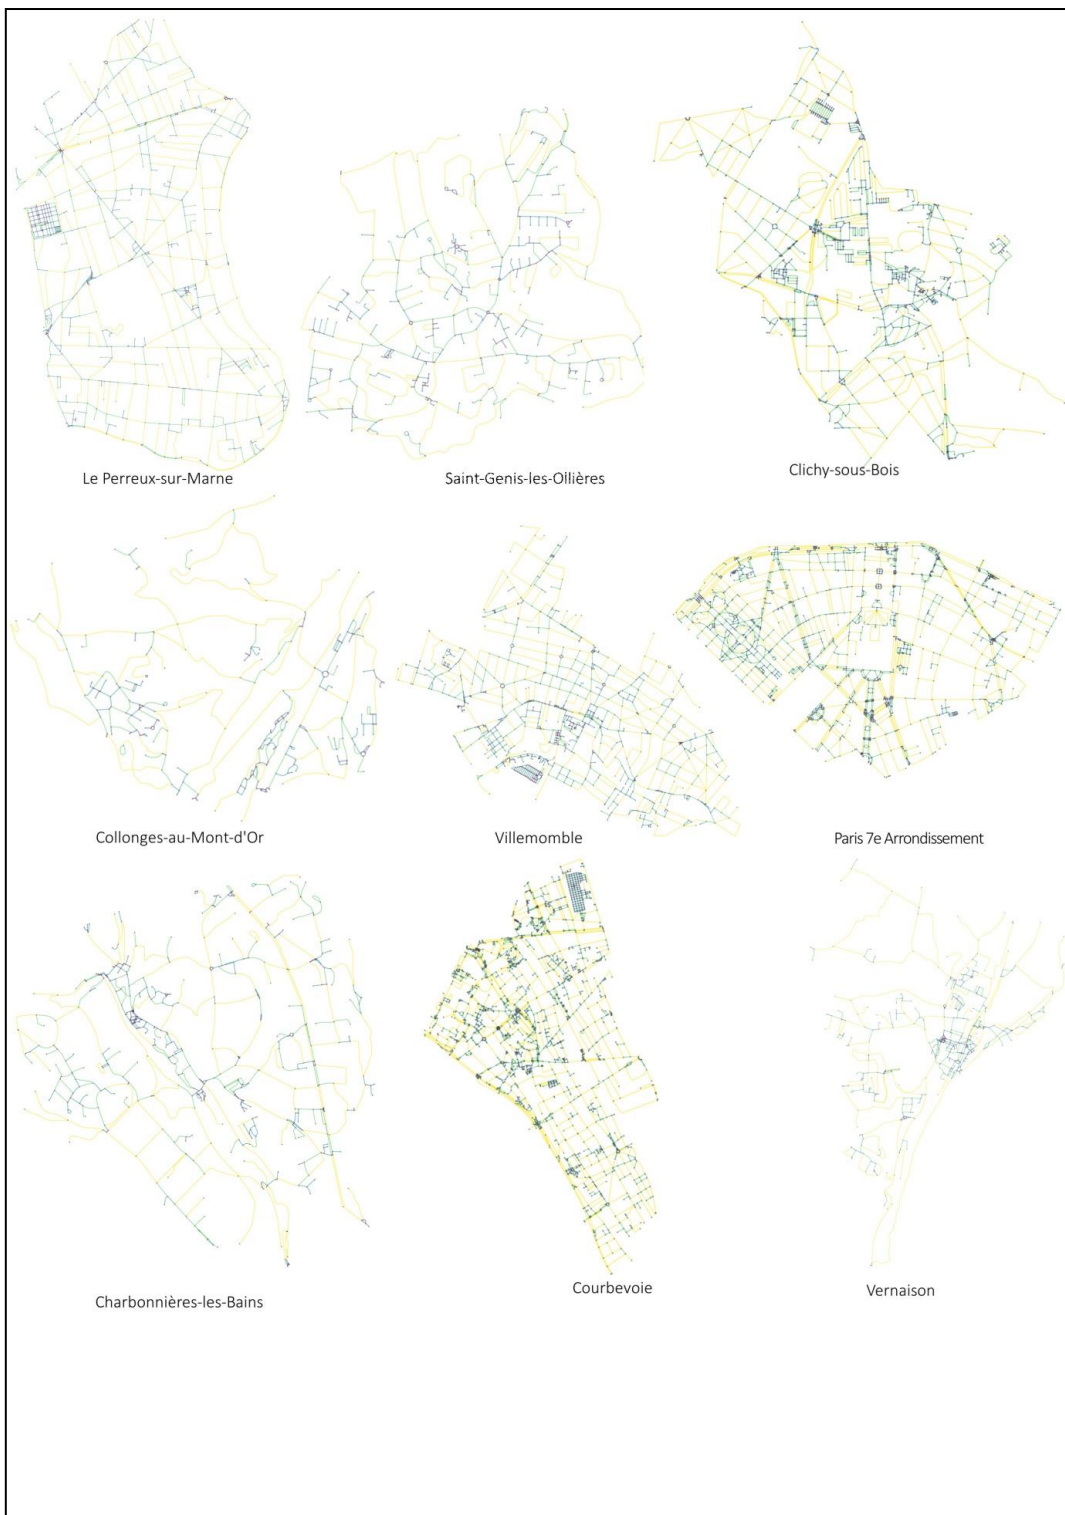 Le Perreux-sur-Marne
Saint-Genis-les-Ollières
Clichy-sous-Bois
Collonges-au-Mont-d'Or
Villemomble
Paris 7e Arrondissement
Charbonnières-les-Bains
Courbevoie
Vernaison